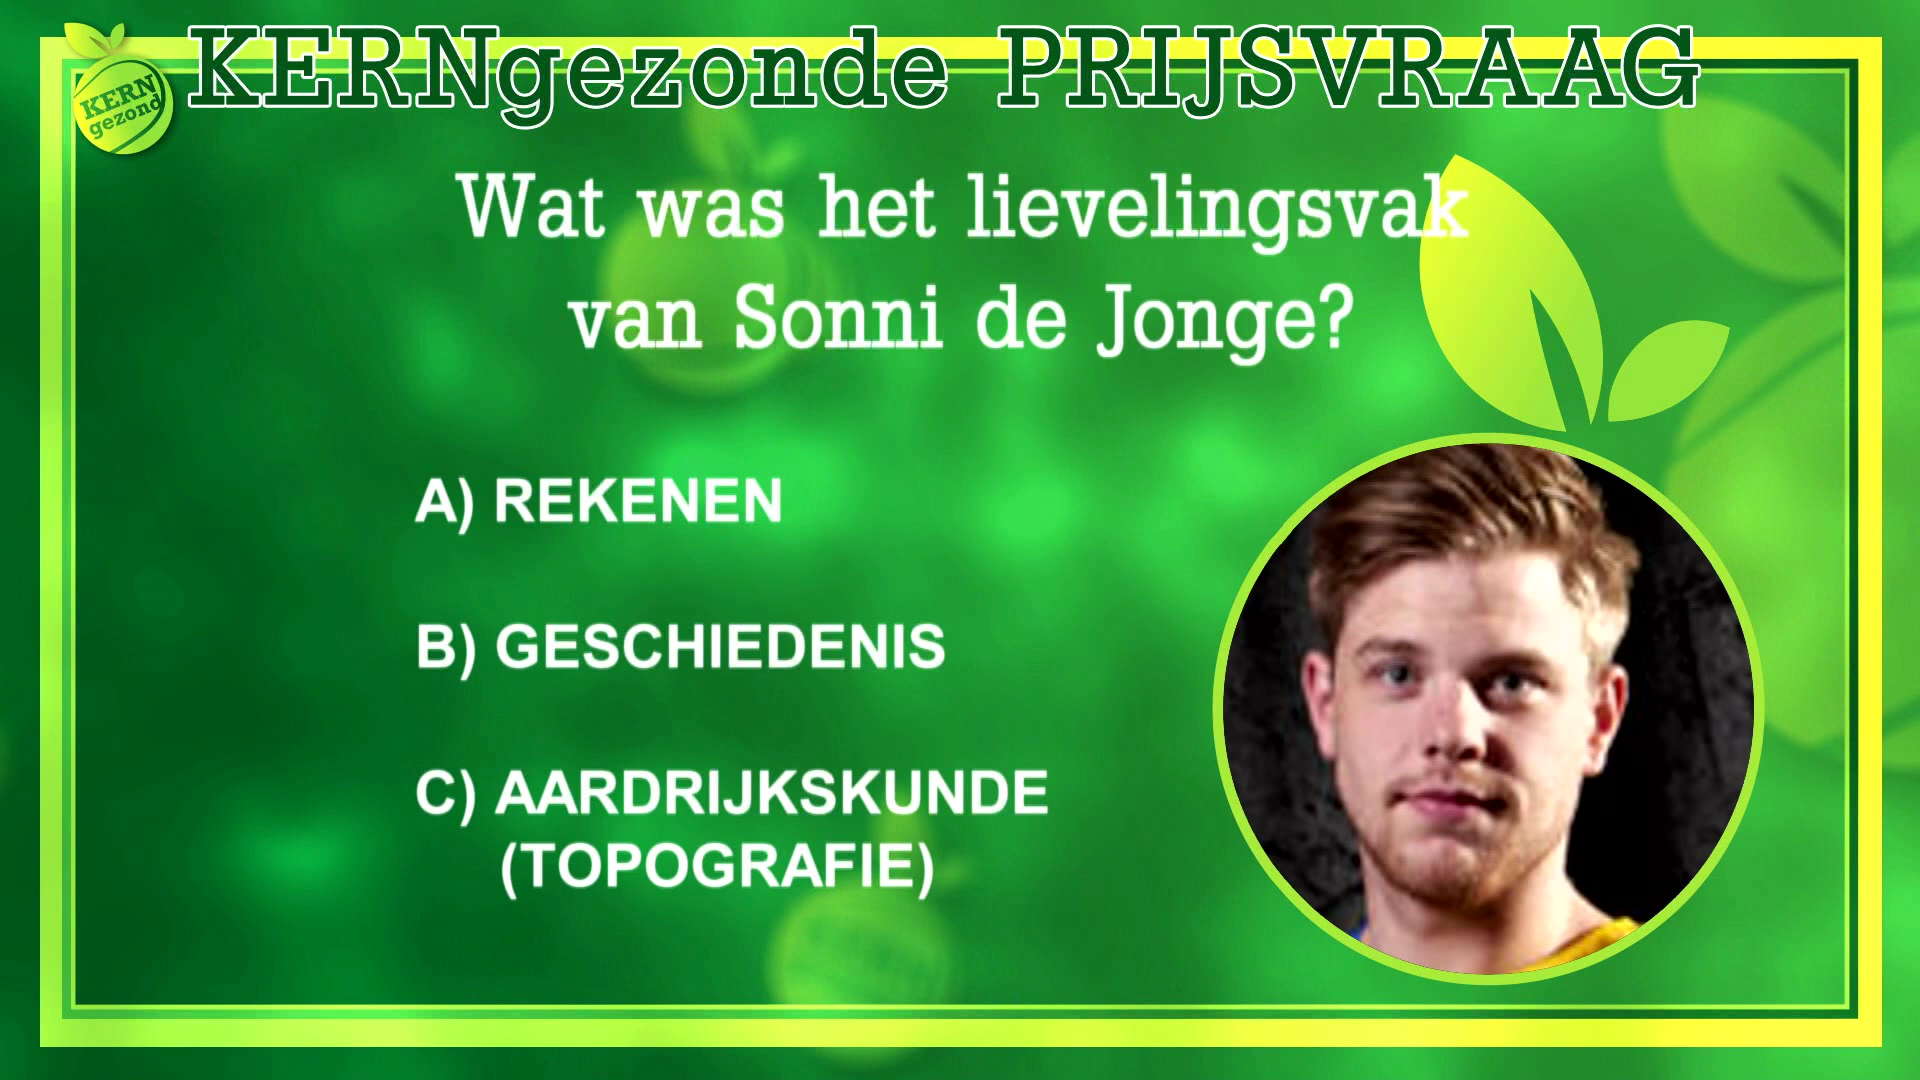 KERN
gezond
KERNgezonde PRIJSVRAAG
Wat was het lievelingsvak
van Sonni de Jonge?
A) REKENEN
B) GESCHIEDENIS
C) AARDRIJKSKUNDE
(TOPOGRAFIE)